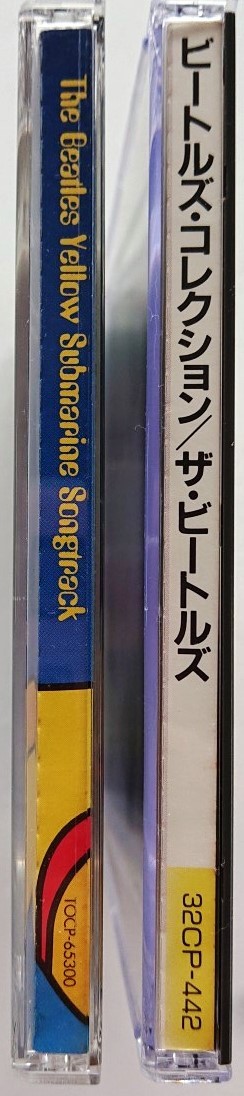 The Beatles Yellow Submarine Songtrack
TOCP-65300
ビートルズ・コレクション/ザ・ビートルズ
32CP-442